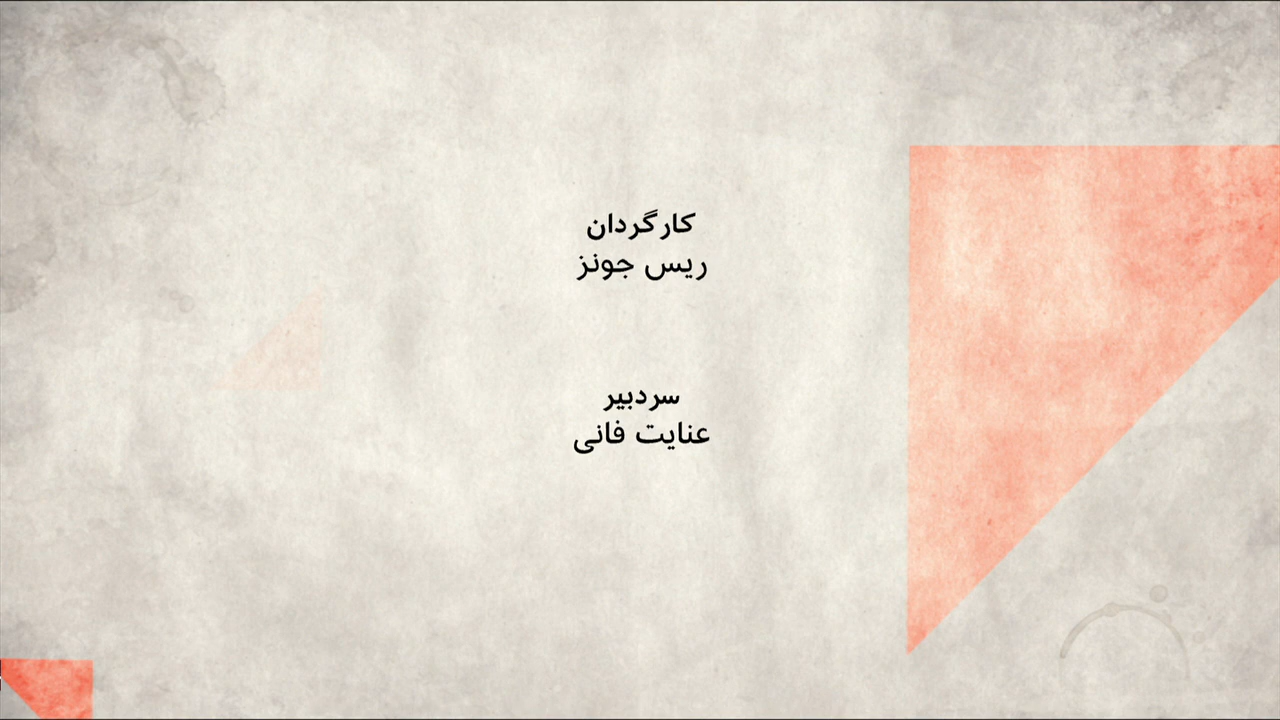 کارگردان
ریس جونز
سردبیر
عنایت فانی